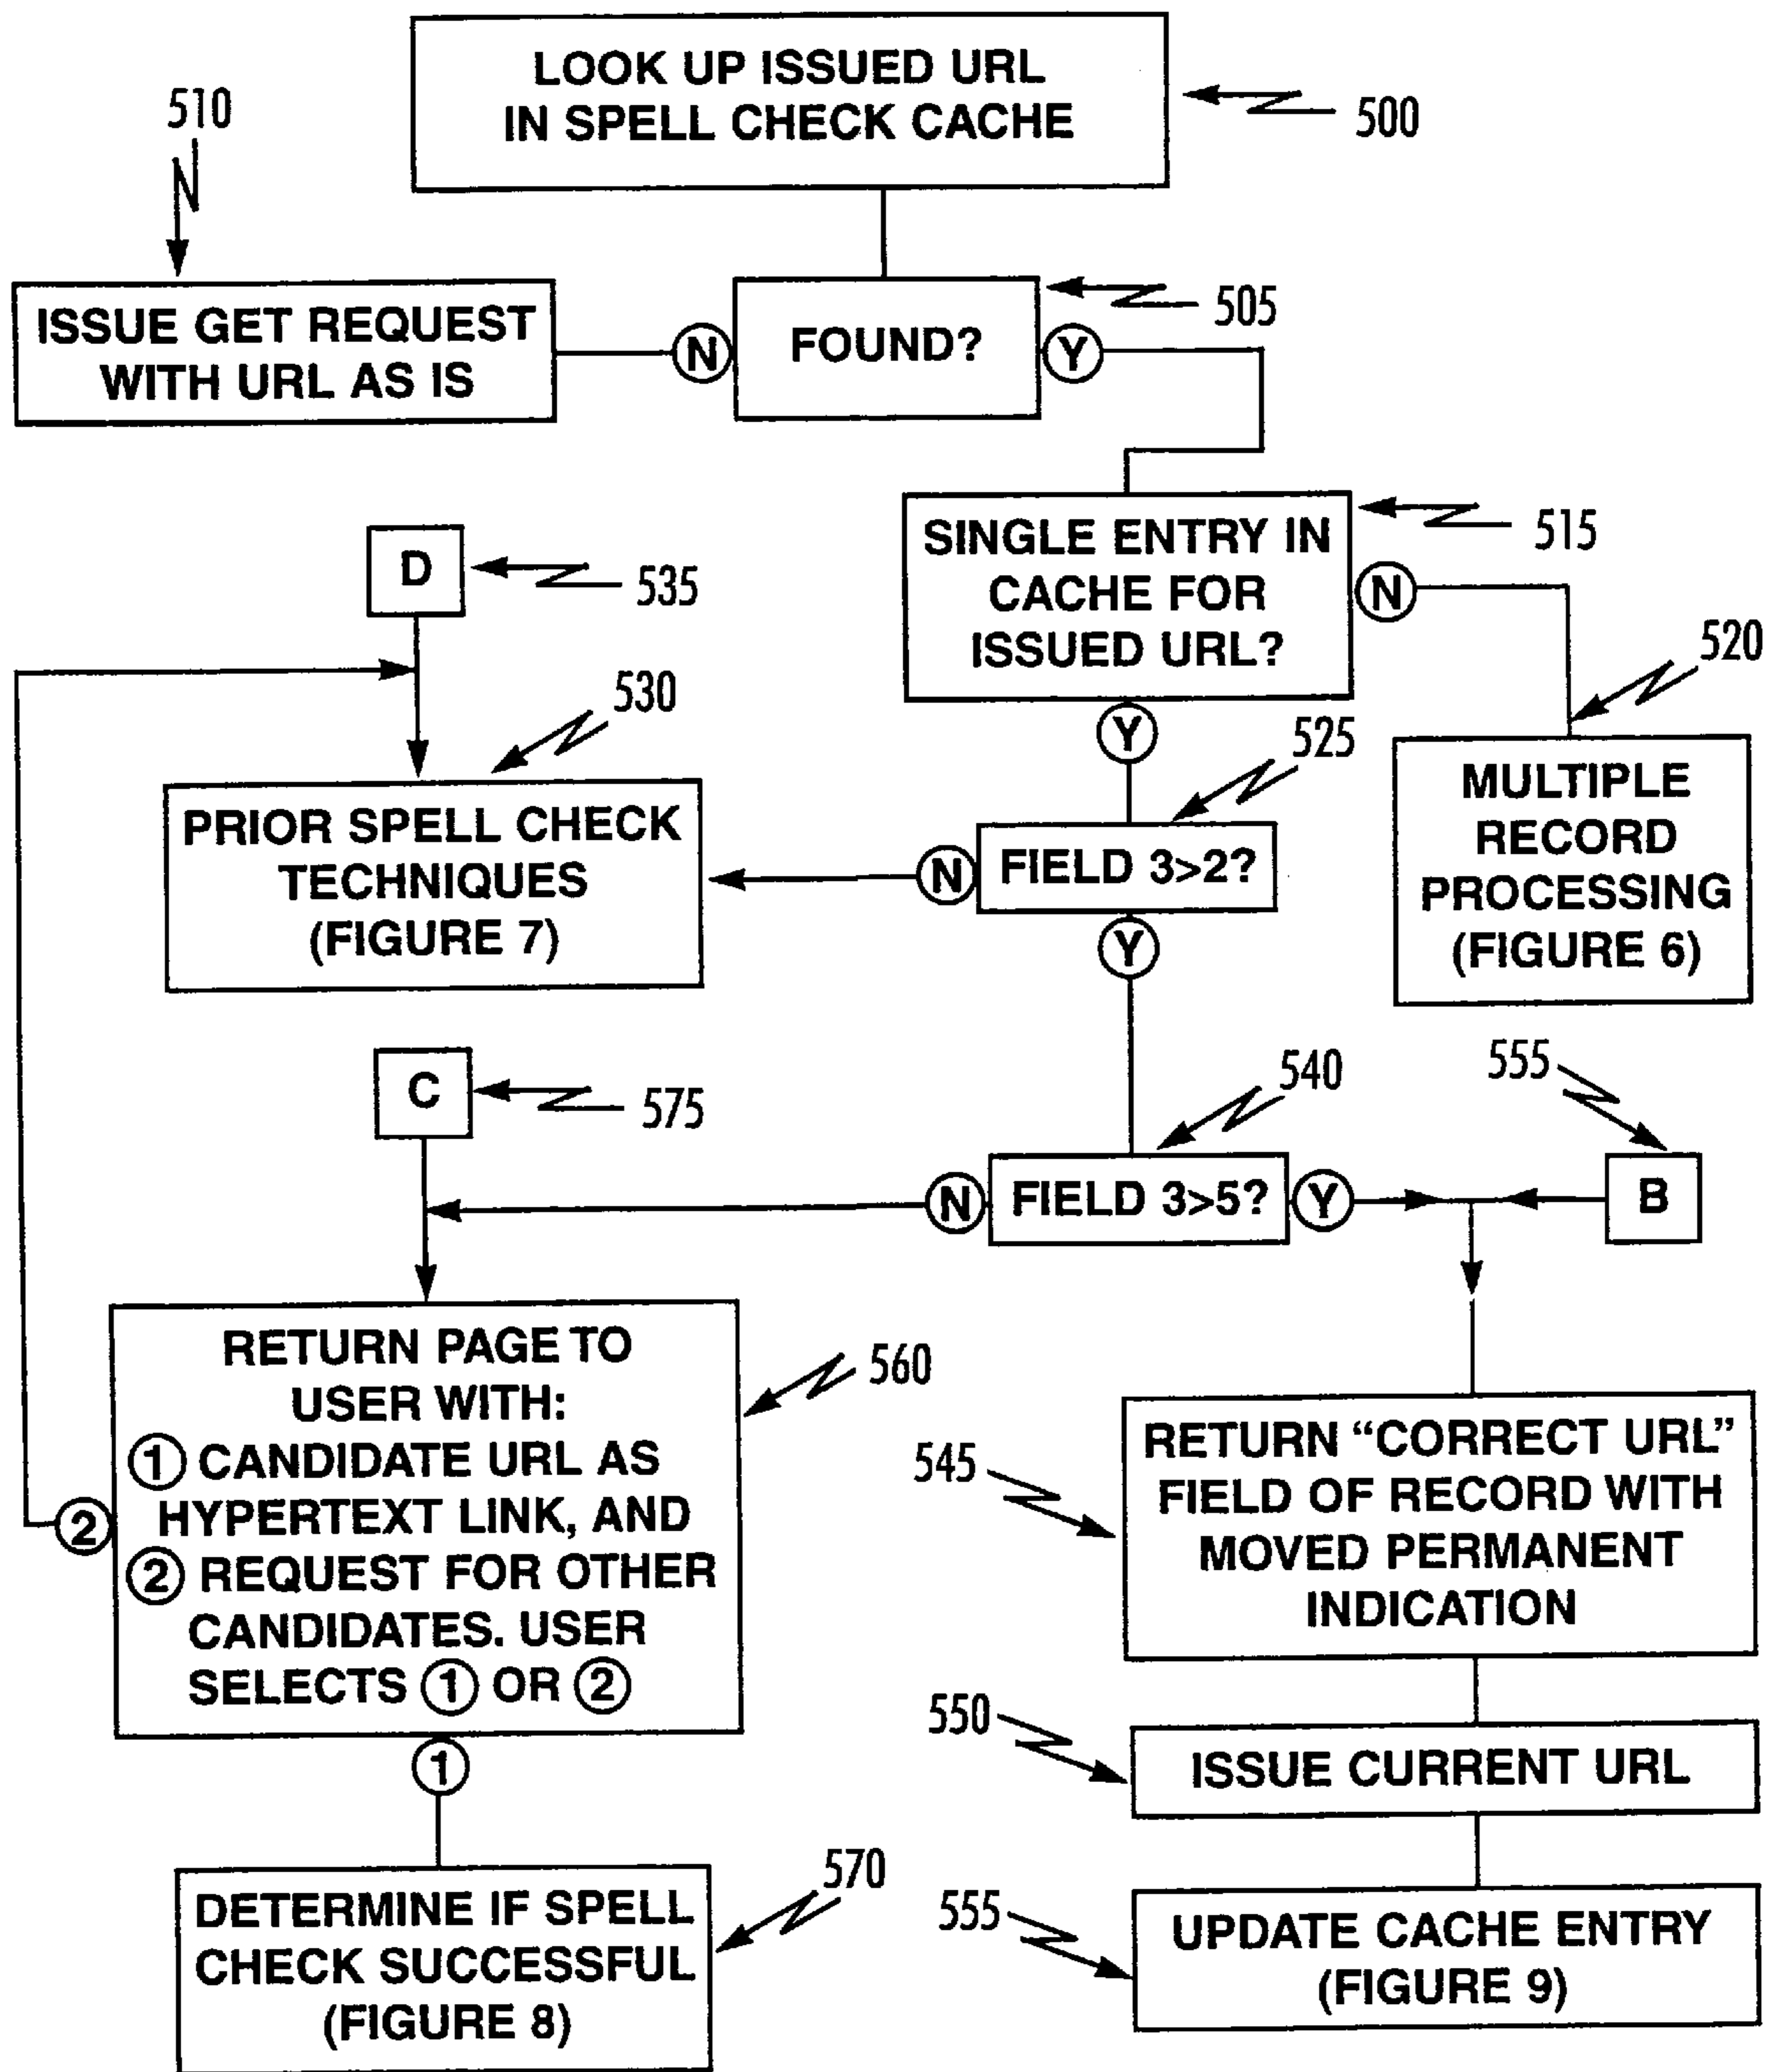 LOOK UP ISSUED URL
IN SPELL CHECK CACHE
500
510
ISSUE GET REQUEST
WITH URL AS IS
N
FOUND?
Y
505
SINGLE ENTRY IN
CACHE FOR
ISSUED URL?
515
N
Y
D
535
520
MULTIPLE
RECORD
PROCESSING
(FIGURE 6)
530
PRIOR SPELL CHECK
TECHNIQUES
(FIGURE 7)
525
N
FIELD 3>2?
Y
C
575
540
555
N
FIELD 3>5?
Y
B
RETURN PAGE TO
USER WITH:
1 CANDIDATE URL AS
HYPERTEXT LINK, AND
2 REQUEST FOR OTHER
CANDIDATES. USER
SELECTS 1 OR 2
560
2
1
545
RETURN “CORRECT URL”
FIELD OF RECORD WITH
MOVED PERMANENT
INDICATION
550
ISSUE CURRENT URL
DETERMINE IF SPELL
CHECK SUCCESSFUL
(FIGURE 8)
570
555
UPDATE CACHE ENTRY
(FIGURE 9)